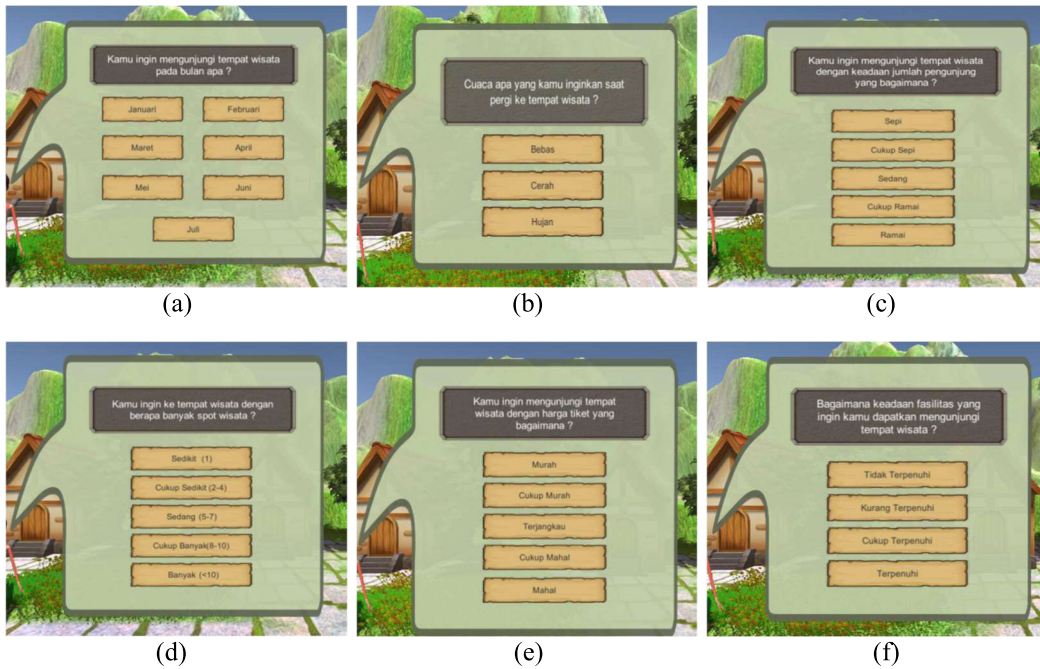 Kamu ingin mengunjungi tempat wisata
pada bulan apa ?
Januari
Februari
Maret
April
Mei
Juni
Juli
(a)
Cuaca apa yang kamu inginkan saat
pergi ke tempat wisata ?
Bebas
Cerah
Hujan
(b)
Kamu ingin mengunjungi tempat wisata
dengan keadaan jumlah pengunjung
yang bagaimana ?
Sepi
Cukup Sepi
Sedang
Cukup Ramai
Ramai
(c)
Kamu ingin ke tempat wisata dengan
berapa banyak spot wisata ?
Sedikit (1)
Cukup Sedikit (2-4)
Sedang (5-7)
Cukup Banyak(8-10)
Banyak (<10)
(d)
Kamu ingin mengunjungi tempat
wisata dengan harga tiket yang
bagaimana ?
Murah
Cukup Murah
Terjangkau
Cukup Mahal
Mahal
(e)
Bagaimana keadaan fasilitas yang
ingin kamu dapatkan mengunjungi
tempat wisata ?
Tidak Terpenuhi
Kurang Terpenuhi
Cukup Terpenuhi
Terpenuhi
(f)